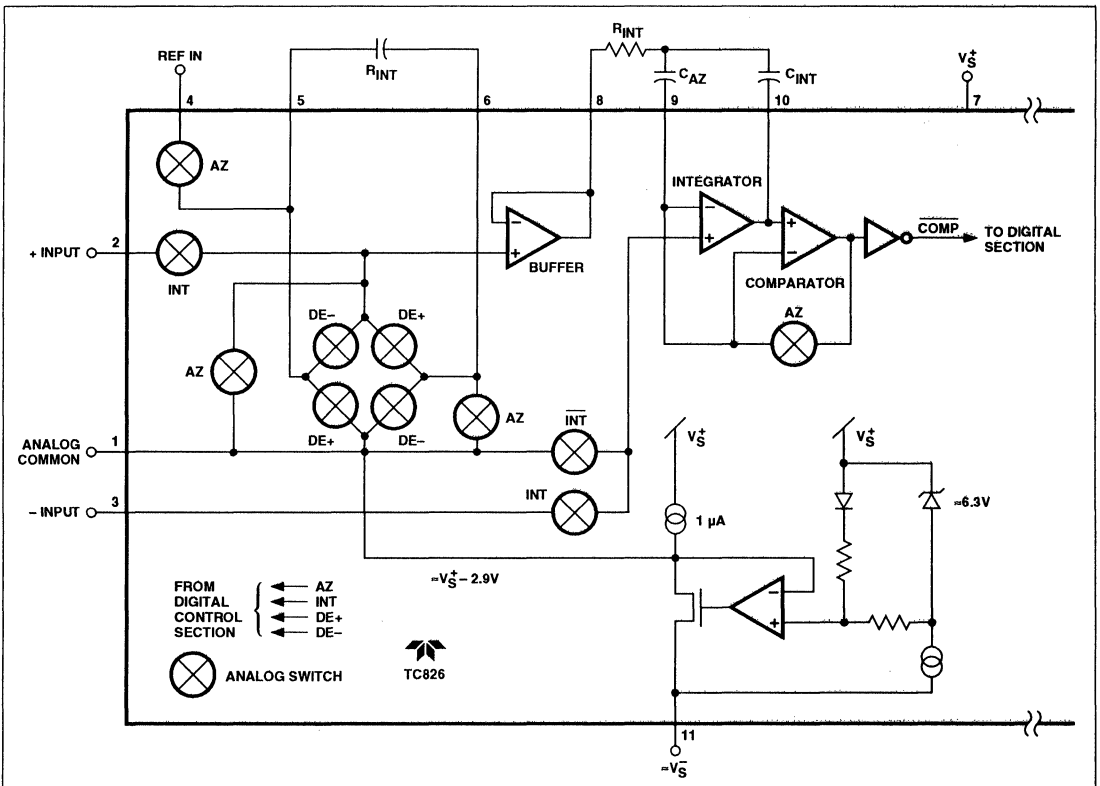 R_INT
REF IN
R_INT
C_AZ
C_INT
V_S^+
4
5
6
8
9
10
7
AZ
INTEGRATOR
2
+ INPUT
BUFFER
COMP
TO DIGITAL
SECTION
INT
COMPARATOR
DE–
DE+
AZ
AZ
DE+
DE–
AZ
INT
ANALOG
COMMON
1
V_S^+
V_S^+
INT
– INPUT
3
1 µA
≈6.3V
≈V_S^+ – 2.9V
FROM
DIGITAL
CONTROL
SECTION
AZ
INT
DE+
DE–
ANALOG SWITCH
TC826
11
≈V_S^–